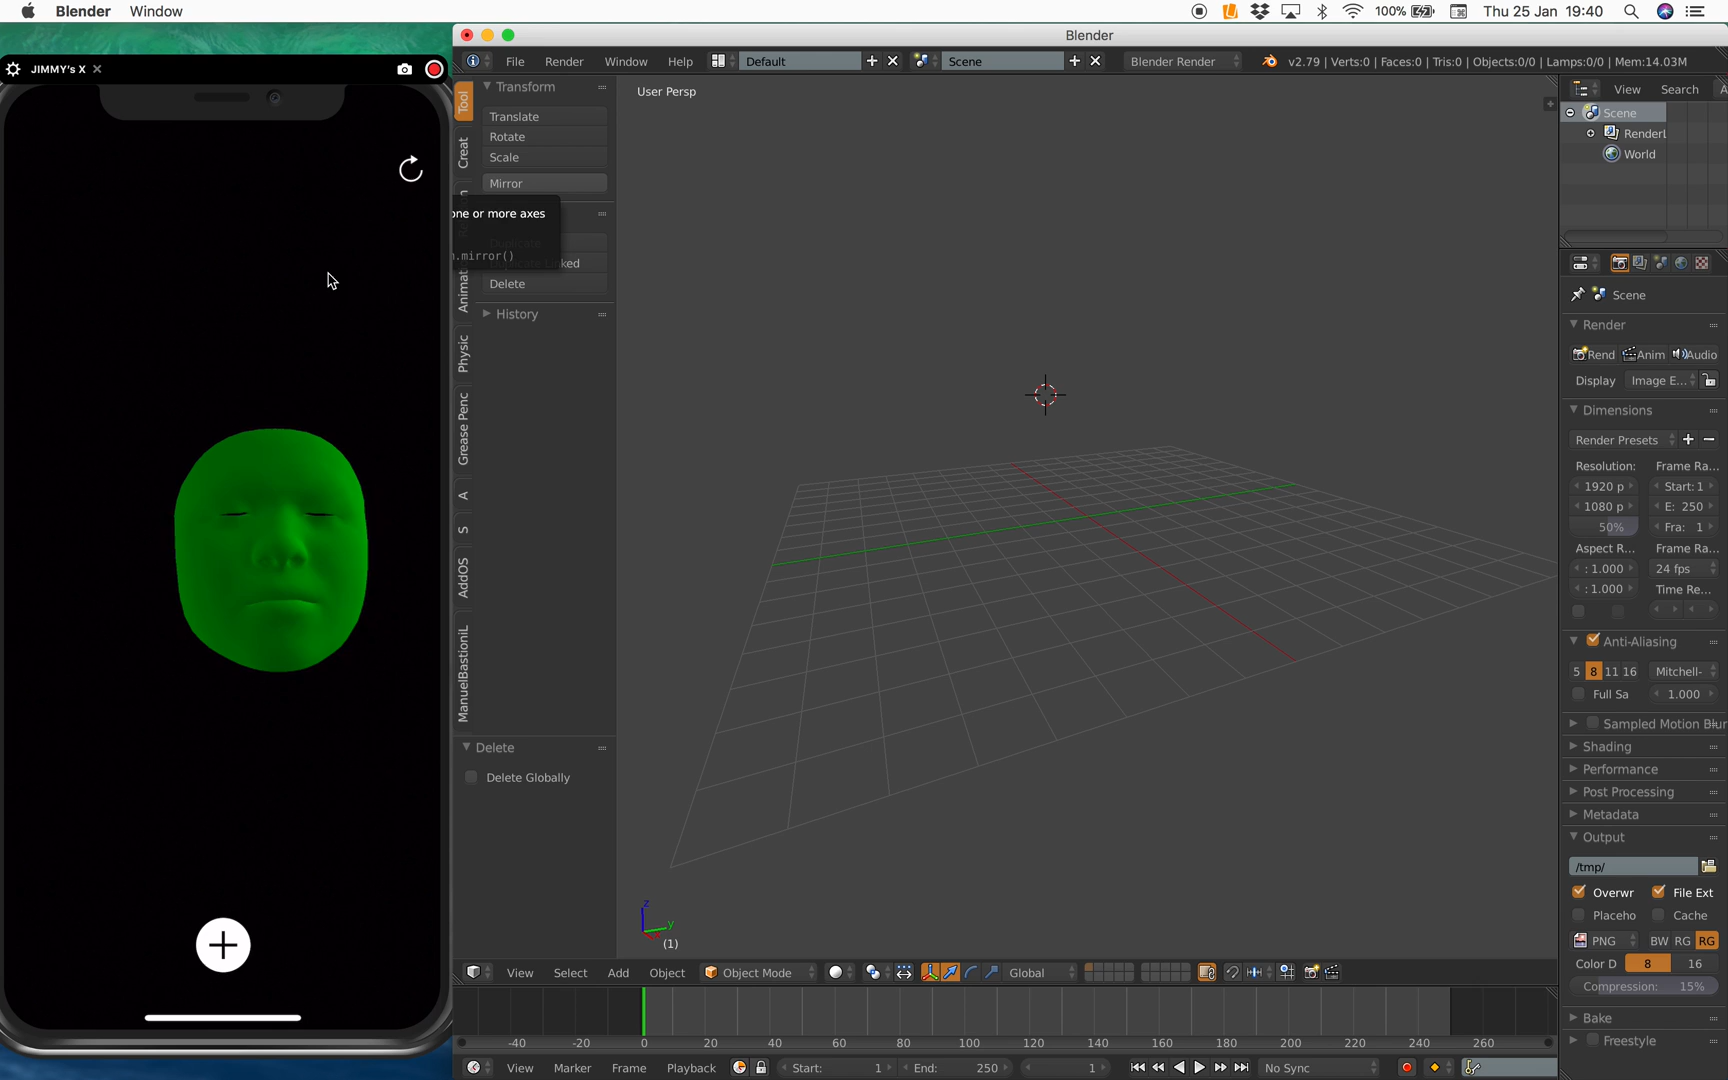 Blender Window
100% Thu 25 Jan 19:40
JIMMY's X
Blender
File Render Window Help Default Scene Blender Render v2.79 | Verts:0 | Faces:0 | Tris:0 | Objects:0/0 | Lamps:0/0 | Mem:14.03M
Tool
Creat
Animat
Physic
Grease Penc
A
S
AddOS
ManuelBastioniL
Transform
Translate
Rotate
Scale
Mirror
one or more axes
Duplicate
.mirror()
Linked
Delete
History
Delete
Delete Globally
User Persp
z
y
(1)
View Select Add Object Object Mode Global
-40 -20 0 20 40 60 80 100 120 140 160 180 200 220 240 260
View Marker Frame Playback Start: 1 End: 250 1 No Sync
View Search A
Scene
RenderL
World
Scene
Render
Rend Anim Audio
Display Image E...
Dimensions
Render Presets
Resolution: Frame Ra...
1920 p Start: 1
1080 p E: 250
50% Fra: 1
Aspect R... Frame Ra...
: 1.000 24 fps
: 1.000 Time Re...
Anti-Aliasing
5 8 11 16 Mitchell-
Full Sa 1.000
Sampled Motion Blur
Shading
Performance
Post Processing
Metadata
Output
/tmp/
Overwr File Ext
Placeho Cache
PNG BW RG RG
Color D 8 16
Compression: 15%
Bake
Freestyle